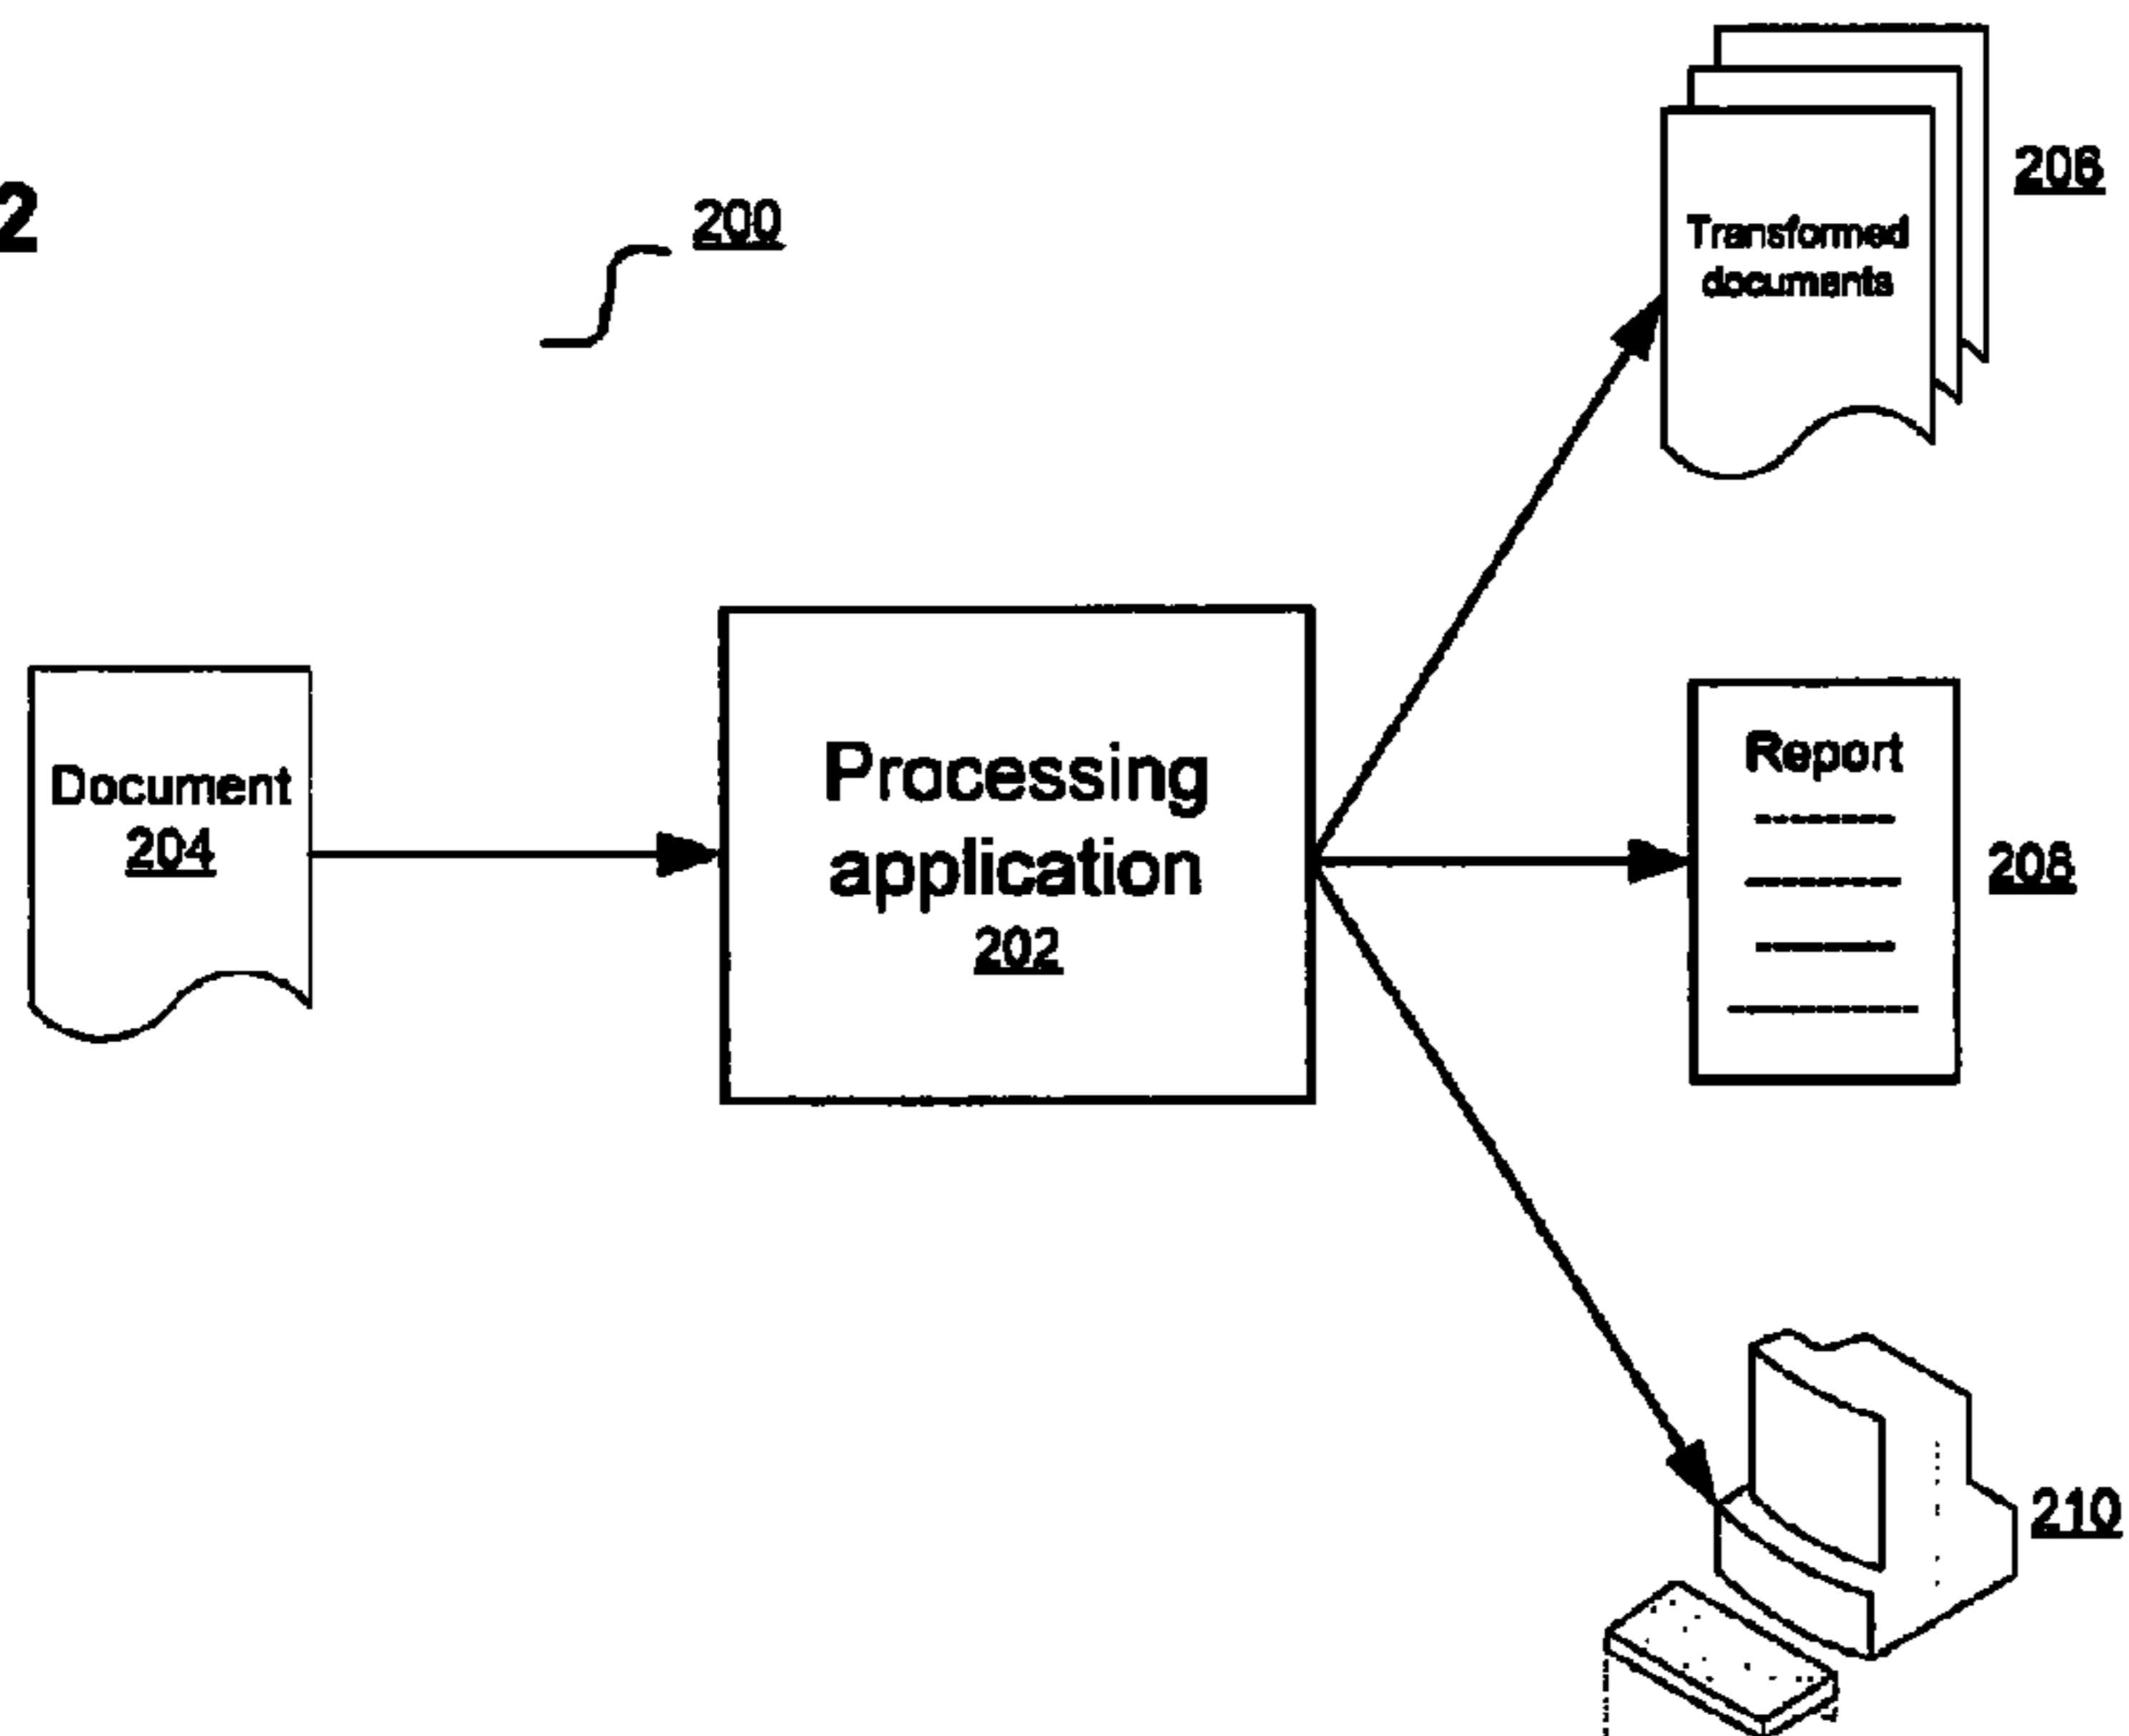 2
200
206
Transformed
documents
Document
204
Processing
application
202
Report
208
210